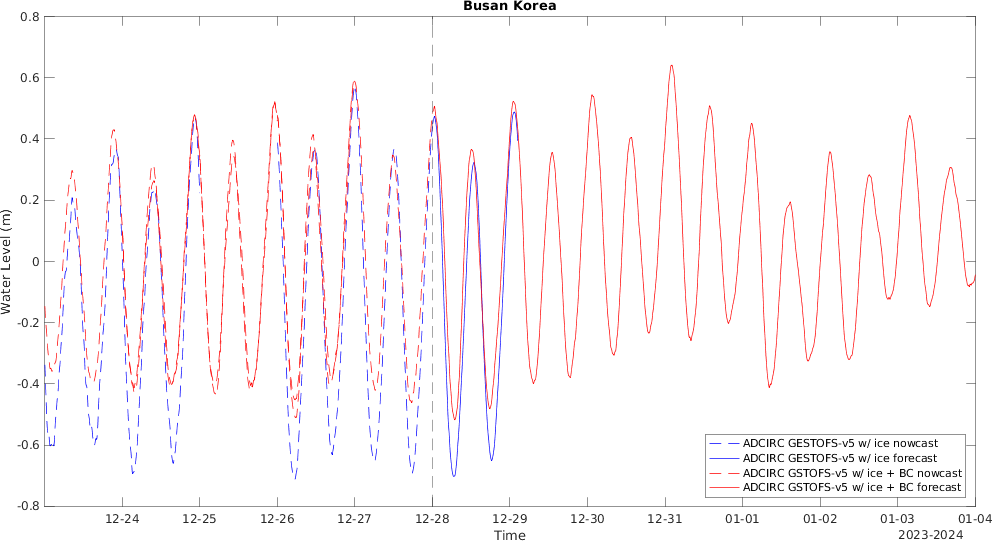 Busan Korea
0.8
0.6
0.4
0.2
0
-0.2
-0.4
-0.6
-0.8
Water Level (m)
ADCIRC GESTOFS-v5 w/ ice nowcast
ADCIRC GESTOFS-v5 w/ ice forecast
ADCIRC GSTOFS-v5 w/ ice + BC nowcast
ADCIRC GSTOFS-v5 w/ ice + BC forecast
12-24 12-25 12-26 12-27 12-28 12-29 12-30 12-31 01-01 01-02 01-03 01-04
Time
2023-2024